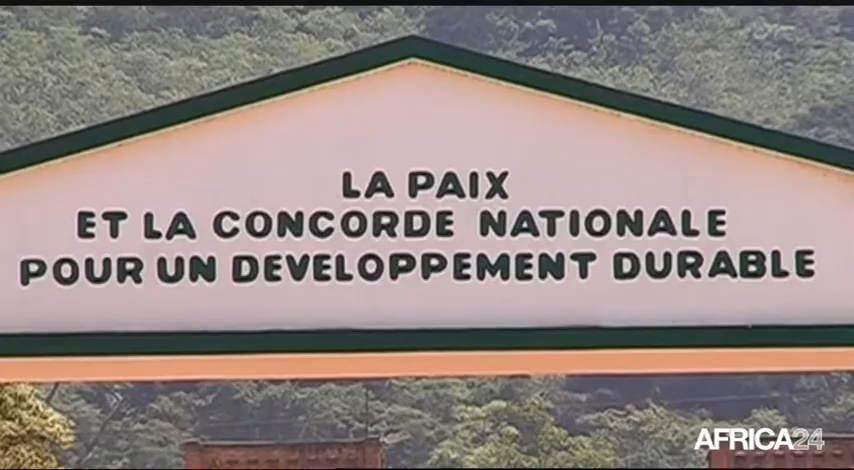 LA PAIX
ET LA CONCORDE NATIONALE
POUR UN DEVELOPPEMENT DURABLE
AFRICA24